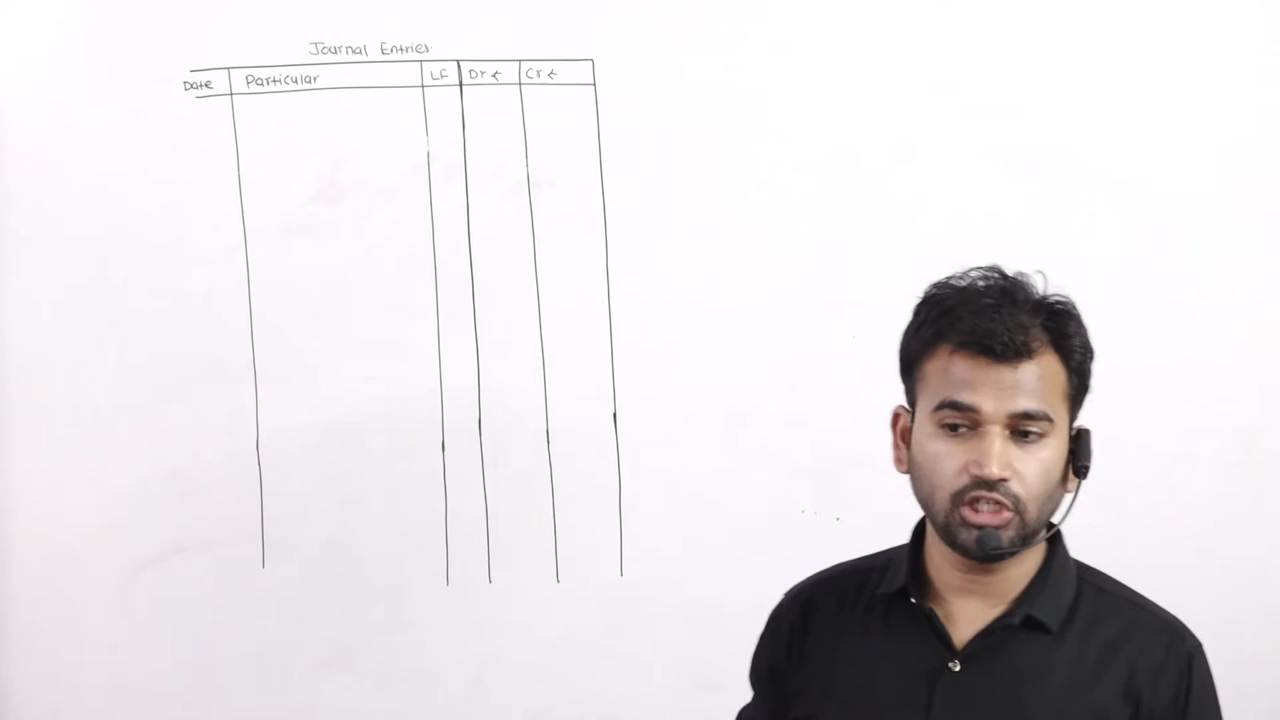 Journal Entries
Date Particular LF Dr ₹ Cr ₹